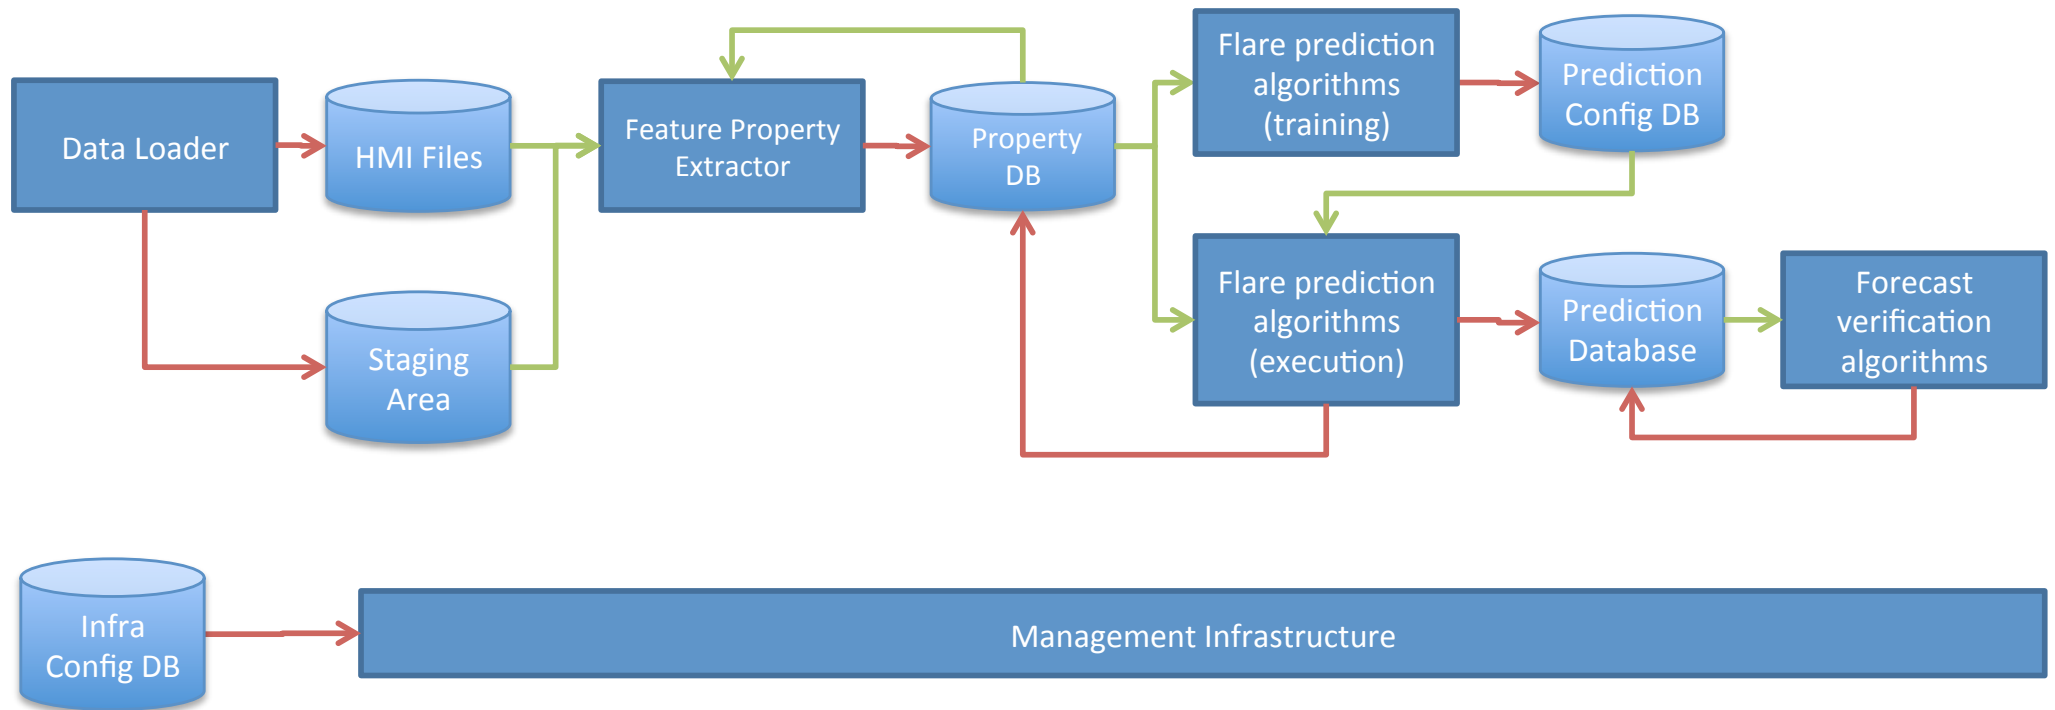 Data Loader
HMI Files
Staging
Area
Feature Property
Extractor
Property
DB
Flare prediction
algorithms
(training)
Prediction
Config DB
Flare prediction
algorithms
(execution)
Prediction
Database
Forecast
verification
algorithms
Infra
Config DB
Management Infrastructure